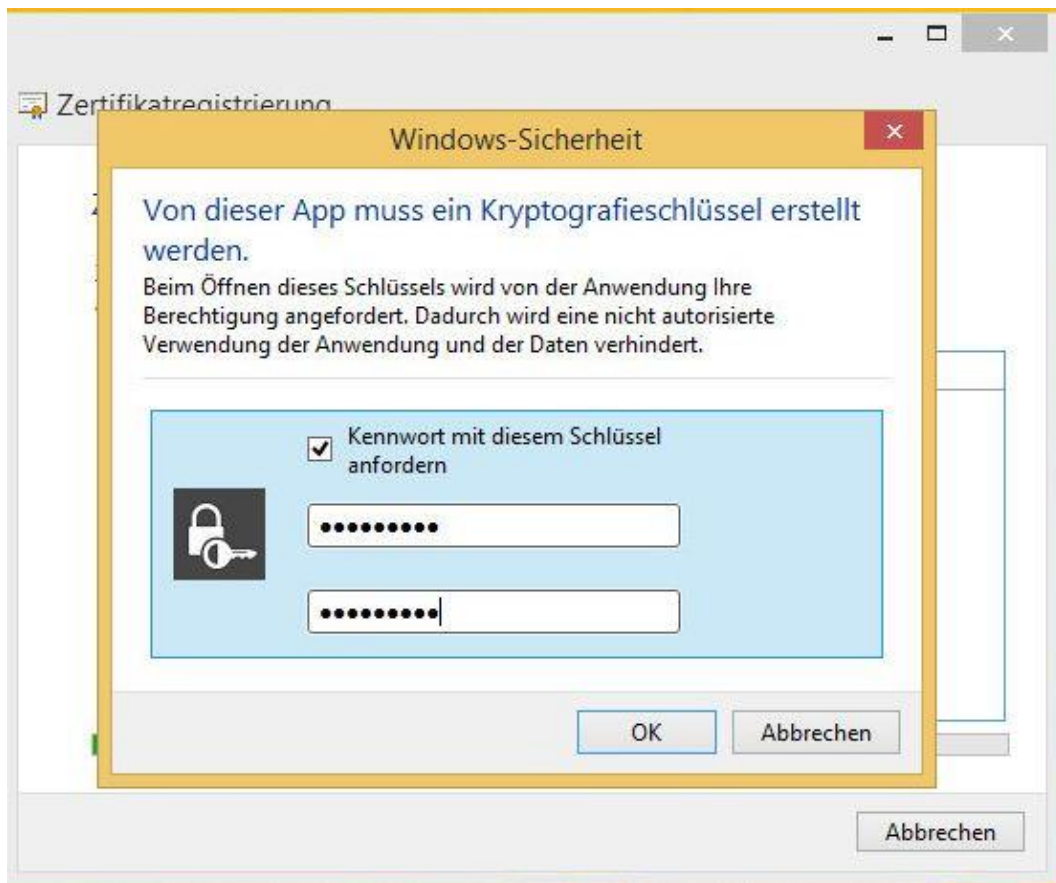 Zertifikatregistrierung
Windows-Sicherheit
Von dieser App muss ein Kryptografieschlüssel erstellt
werden.
Beim Öffnen dieses Schlüssels wird von der Anwendung Ihre
Berechtigung angefordert. Dadurch wird eine nicht autorisierte
Verwendung der Anwendung und der Daten verhindert.
Kennwort mit diesem Schlüssel
anfordern
•••••••••
•••••••••
OK
Abbrechen
Abbrechen